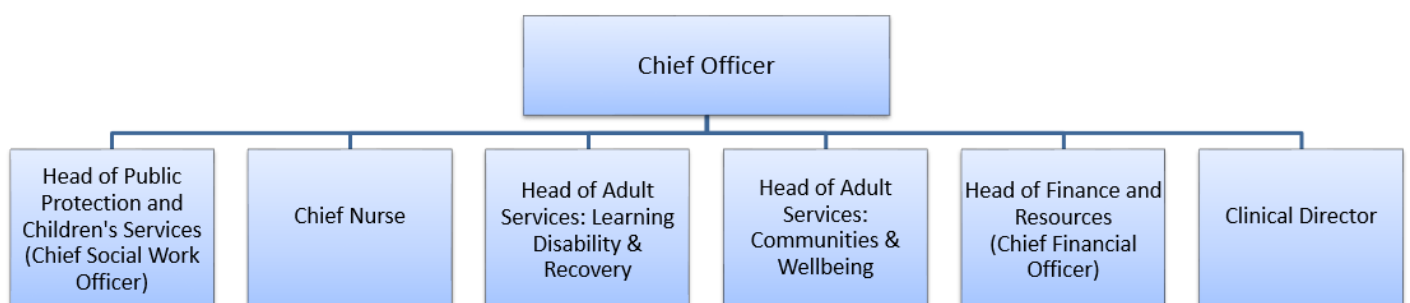 Chief Officer
Head of Public
Protection and
Children's Services
(Chief Social Work
Officer)
Chief Nurse
Head of Adult
Services: Learning
Disability &
Recovery
Head of Adult
Services:
Communities &
Wellbeing
Head of Finance and
Resources
(Chief Financial
Officer)
Clinical Director